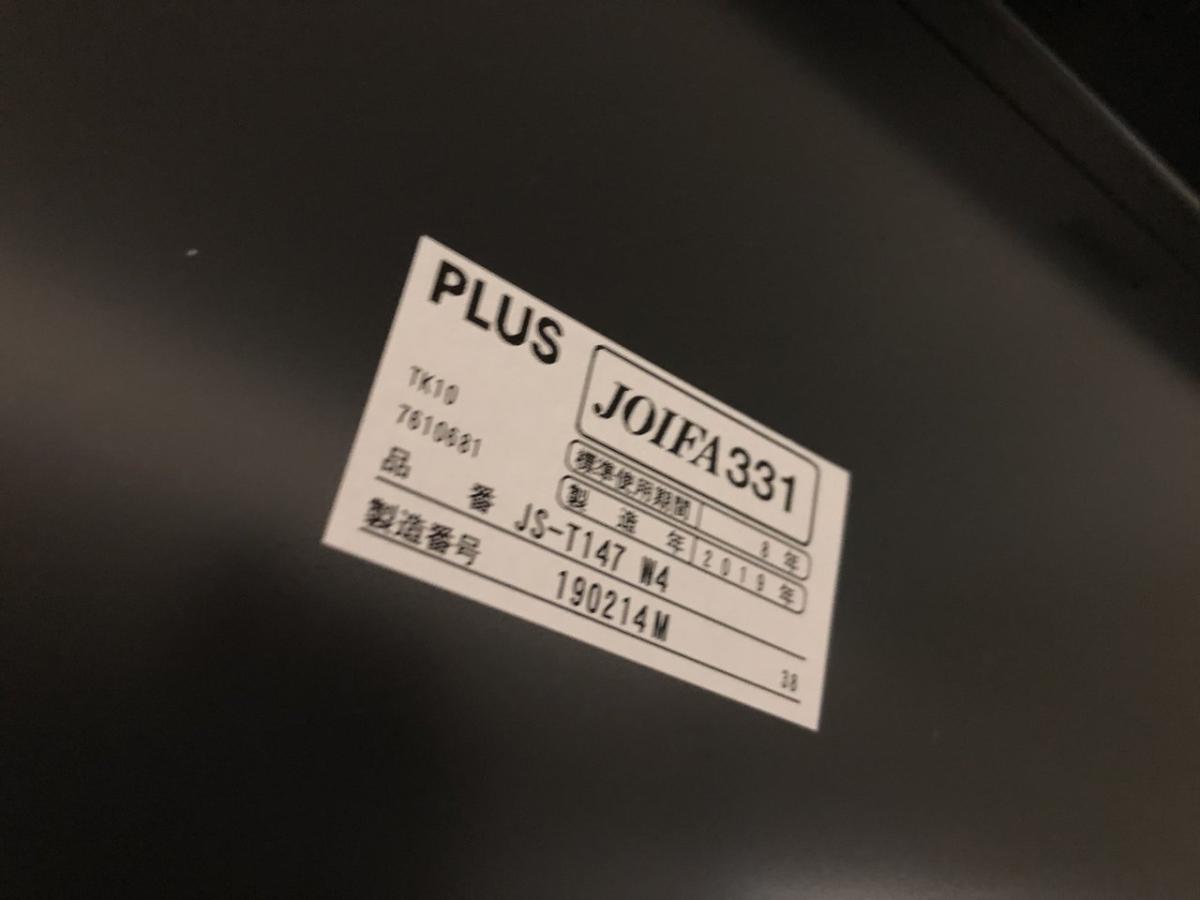 PLUS
JOIFA331
TK10
7610681
標準使用期間 8年
製造年 2019年
品番 JS-T147 W4
製造番号 190214M
38